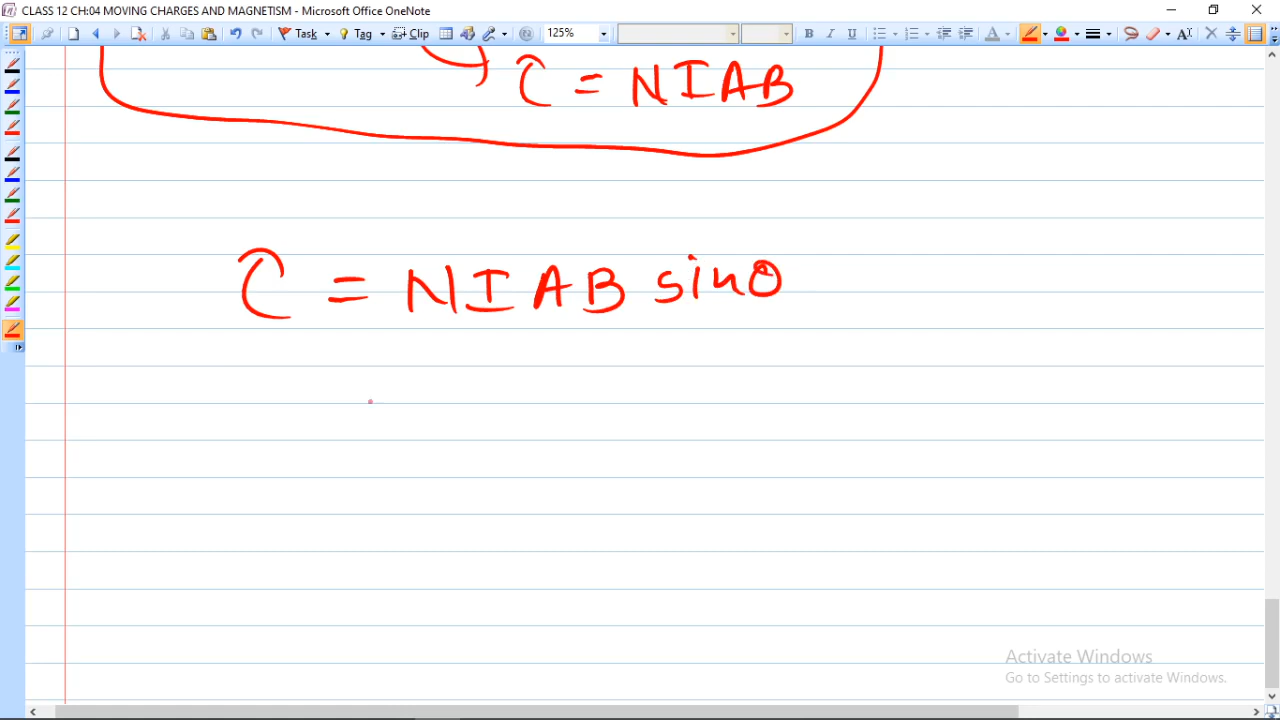 CLASS 12 CH:04 MOVING CHARGES AND MAGNETISM - Microsoft Office OneNote
Task Tag Clip 125% B I U A
τ = NIAB
τ = NIAB sinθ
Activate Windows
Go to Settings to activate Windows.